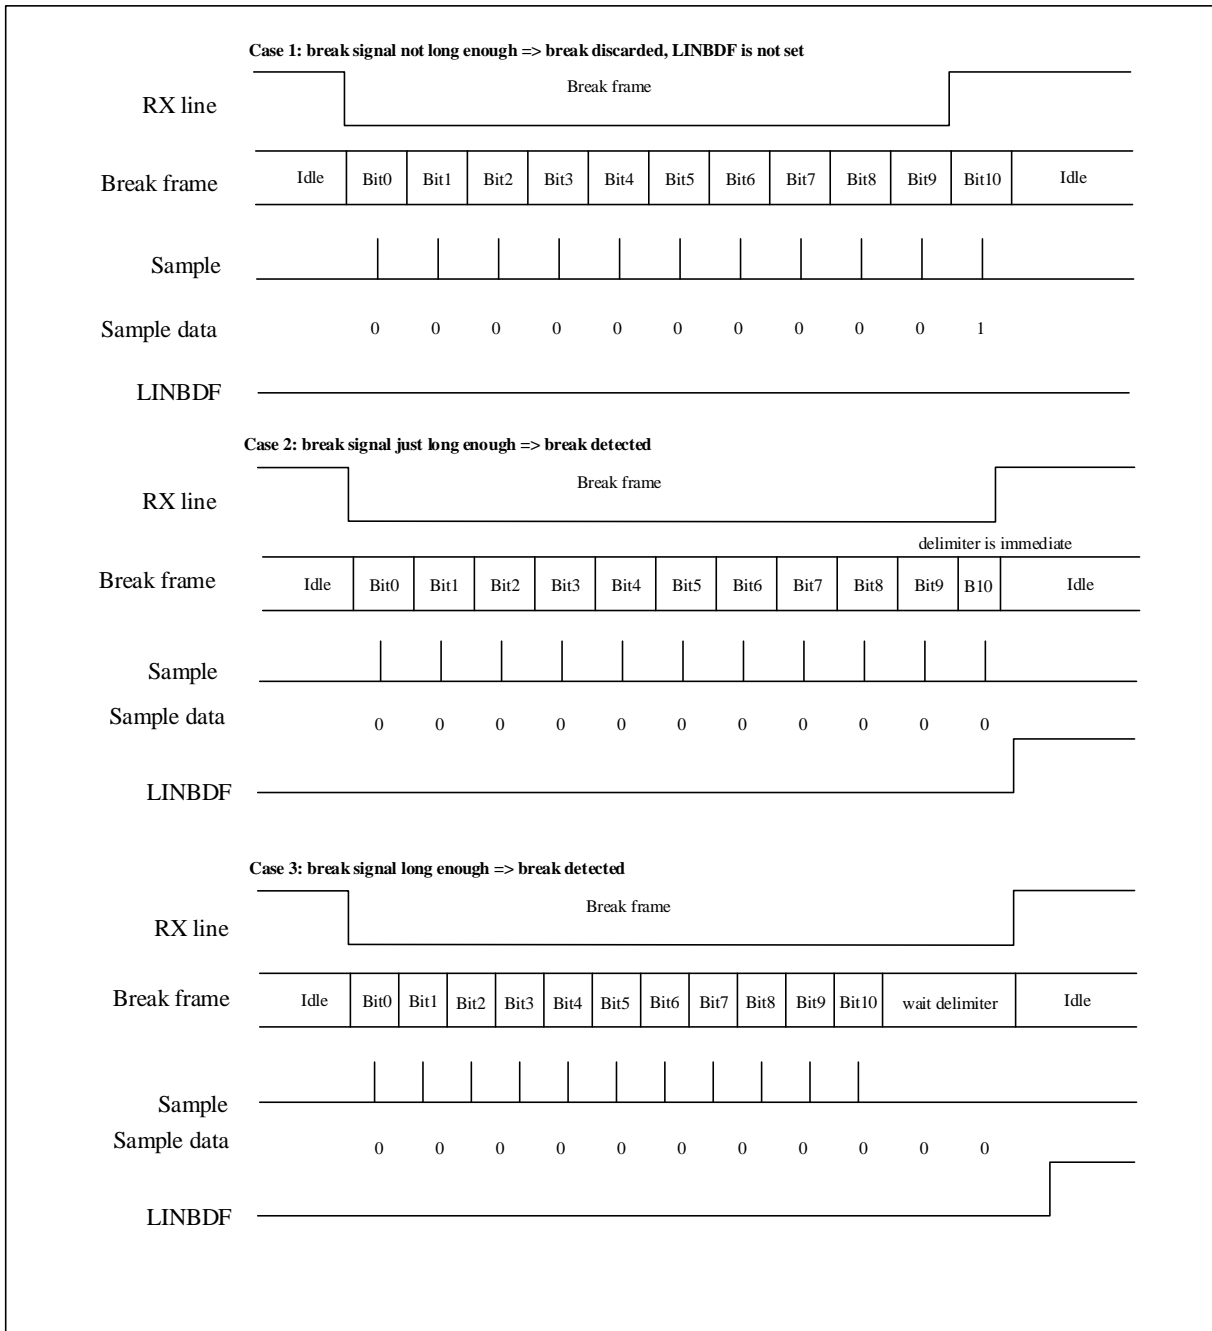 Case 1: break signal not long enough => break discarded, LINBDF is not set
RX line
Break frame
Break frame
Idle Bit0 Bit1 Bit2 Bit3 Bit4 Bit5 Bit6 Bit7 Bit8 Bit9 Bit10 Idle
Sample
Sample data
0 0 0 0 0 0 0 0 0 0 1
LINBDF
Case 2: break signal just long enough => break detected
RX line
Break frame
delimiter is immediate
Break frame
Idle Bit0 Bit1 Bit2 Bit3 Bit4 Bit5 Bit6 Bit7 Bit8 Bit9 B10 Idle
Sample
Sample data
0 0 0 0 0 0 0 0 0 0 0
LINBDF
Case 3: break signal long enough => break detected
RX line
Break frame
Break frame
Idle Bit0 Bit1 Bit2 Bit3 Bit4 Bit5 Bit6 Bit7 Bit8 Bit9 Bit10 wait delimiter Idle
Sample
Sample data
0 0 0 0 0 0 0 0 0 0 0
LINBDF